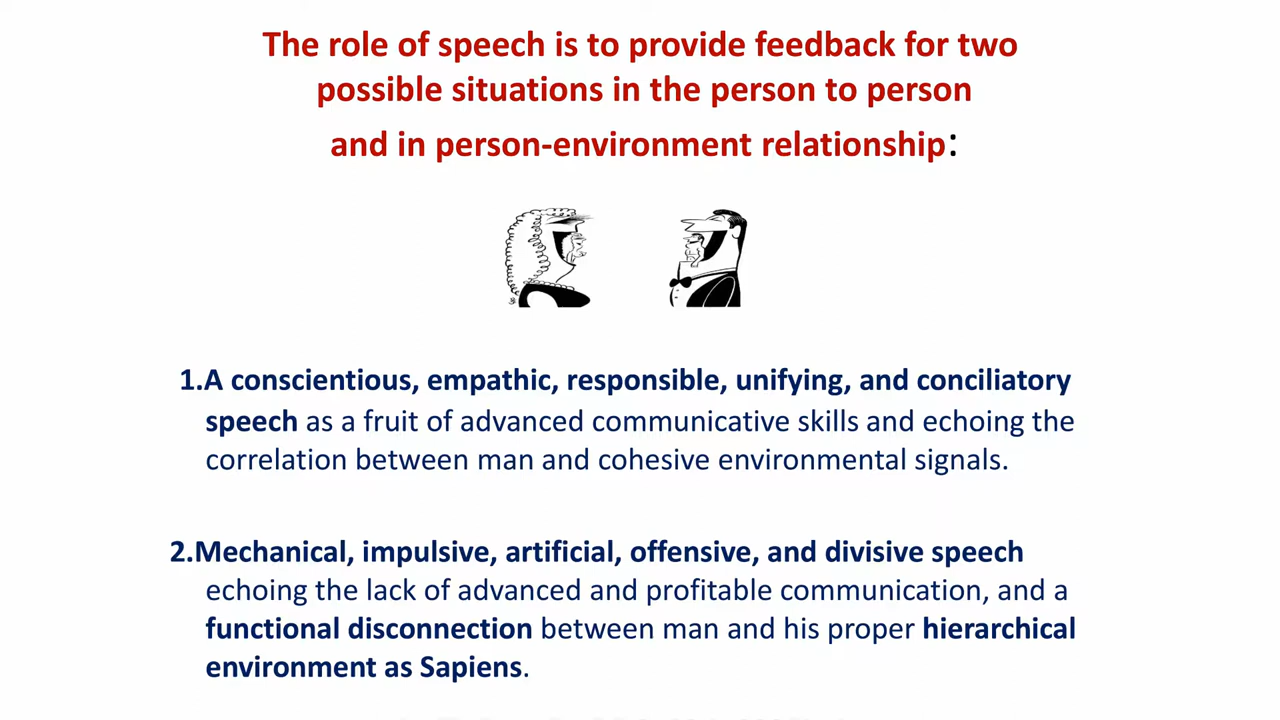 The role of speech is to provide feedback for two
possible situations in the person to person
and in person-environment relationship:
1.A conscientious, empathic, responsible, unifying, and conciliatory
speech as a fruit of advanced communicative skills and echoing the
correlation between man and cohesive environmental signals.
2.Mechanical, impulsive, artificial, offensive, and divisive speech
echoing the lack of advanced and profitable communication, and a
functional disconnection between man and his proper hierarchical
environment as Sapiens.